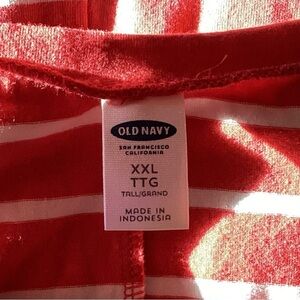 OLD NAVY
SAN FRANCISCO
CALIFORNIA
XXL
TTG
TALL/GRAND
MADE IN
INDONESIA